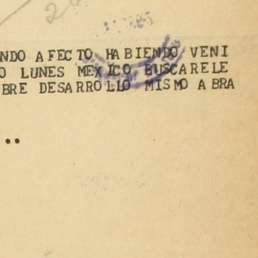 NDO AFECTO HABIENDO VENI
O LUNES MEXICO BUSCARELE
BRE DESARROLLO MISMO ABRA
..